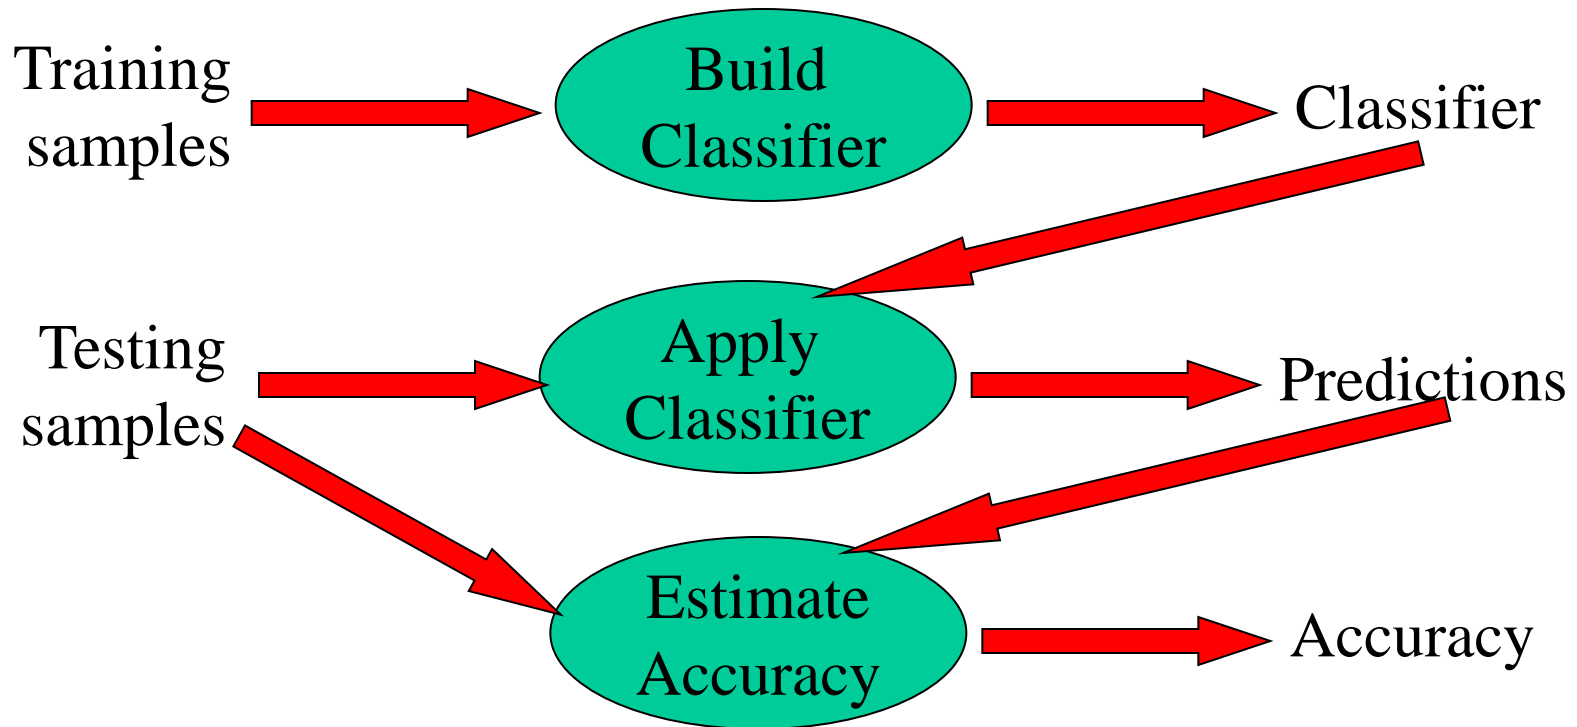 Training
samples
Build
Classifier
Classifier
Testing
samples
Apply
Classifier
Predictions
Estimate
Accuracy
Accuracy